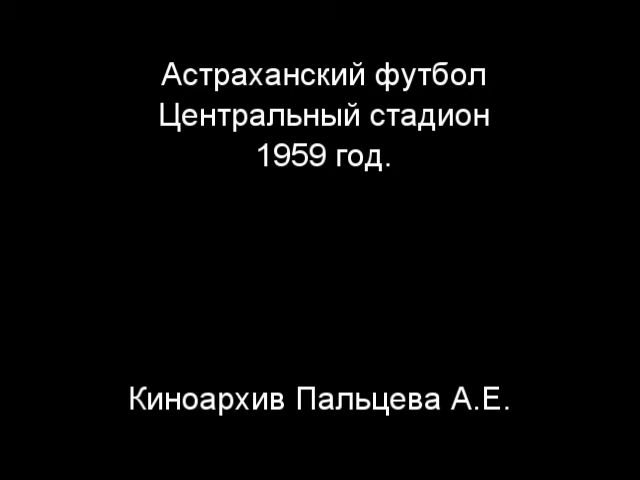 Астраханский футбол
Центральный стадион
1959 год.
Киноархив Пальцева А.Е.